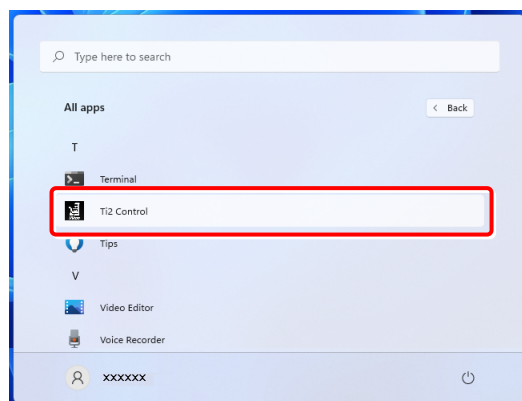 Type here to search
All apps
< Back
T
Terminal
Ti2 Control
Tips
V
Video Editor
Voice Recorder
xxxxxx